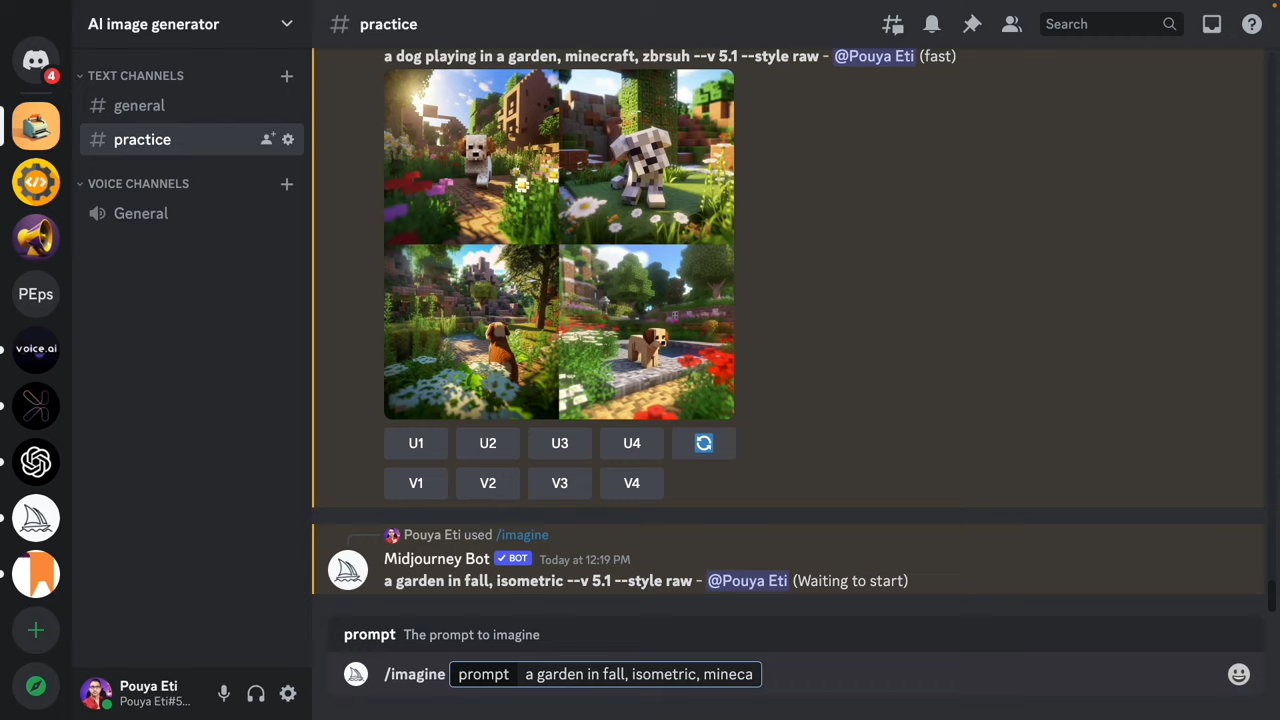 AI image generator
practice
Search
4
TEXT CHANNELS
general
practice
VOICE CHANNELS
General
PEps
voice.ai
a dog playing in a garden, minecraft, zbrsuh --v 5.1 --style raw - @Pouya Eti (fast)
U1 U2 U3 U4
V1 V2 V3 V4
Pouya Eti used /imagine
Midjourney Bot BOT Today at 12:19 PM
a garden in fall, isometric --v 5.1 --style raw - @Pouya Eti (Waiting to start)
prompt The prompt to imagine
/imagine prompt a garden in fall, isometric, mineca
Pouya Eti
Pouya Eti#5...